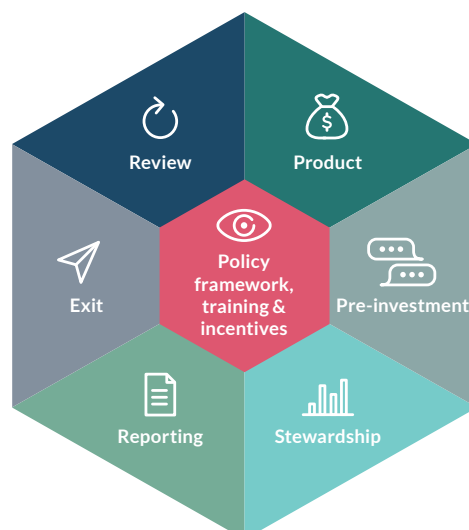 Review
Product
Policy
framework,
training &
incentives
Exit
Pre-investment
Reporting
Stewardship